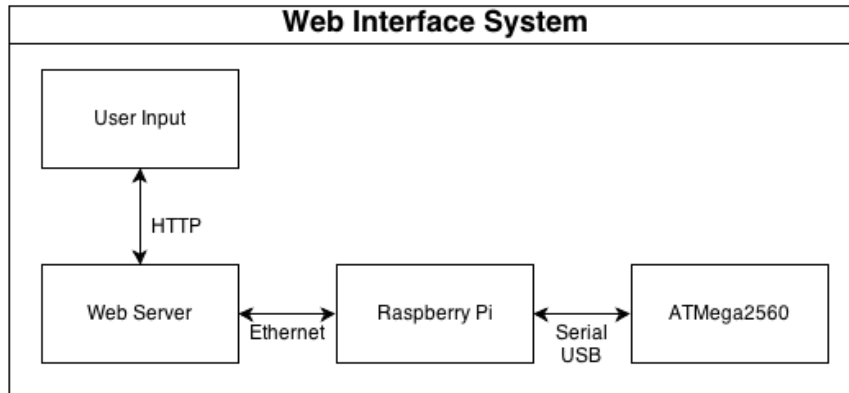 Web Interface System
User Input
HTTP
Web Server
Ethernet
Raspberry Pi
Serial
USB
ATMega2560